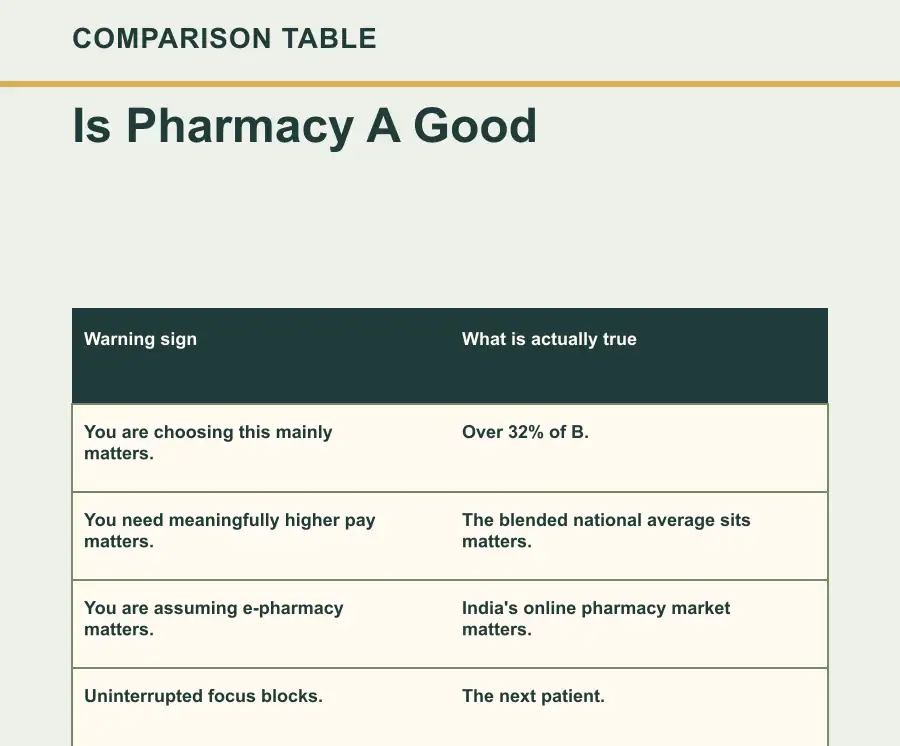 COMPARISON TABLE
Is Pharmacy A Good
Warning sign
What is actually true
You are choosing this mainly
matters.
Over 32% of B.
You need meaningfully higher pay
matters.
The blended national average sits
matters.
You are assuming e-pharmacy
matters.
India's online pharmacy market
matters.
Uninterrupted focus blocks.
The next patient.